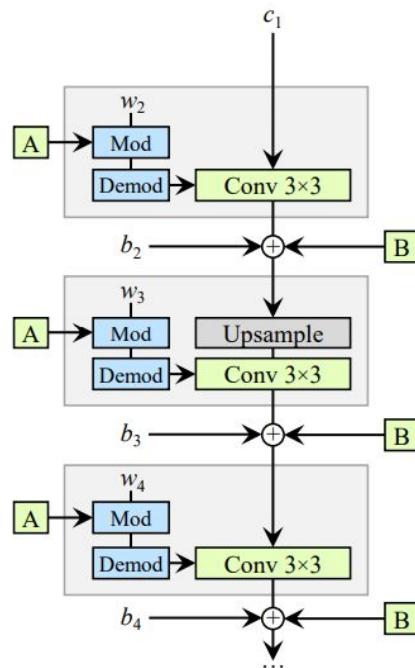 c₁
w₂
A
Mod
Demod
Conv 3×3
b₂
+
B
w₃
A
Mod
Upsample
Demod
Conv 3×3
b₃
+
B
w₄
A
Mod
Demod
Conv 3×3
b₄
+
B
...